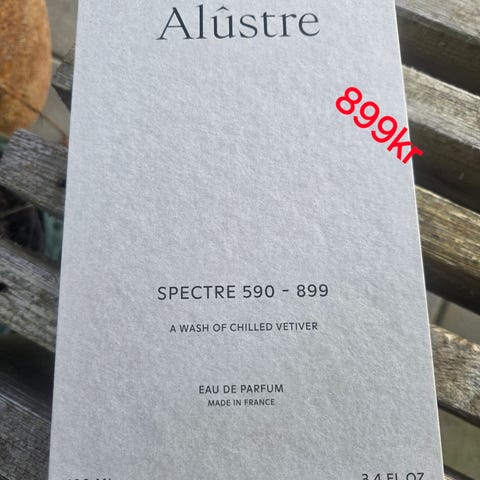 Alûstre
899kr
SPECTRE 590 - 899
A WASH OF CHILLED VETIVER
EAU DE PARFUM
MADE IN FRANCE
3.4 FL OZ